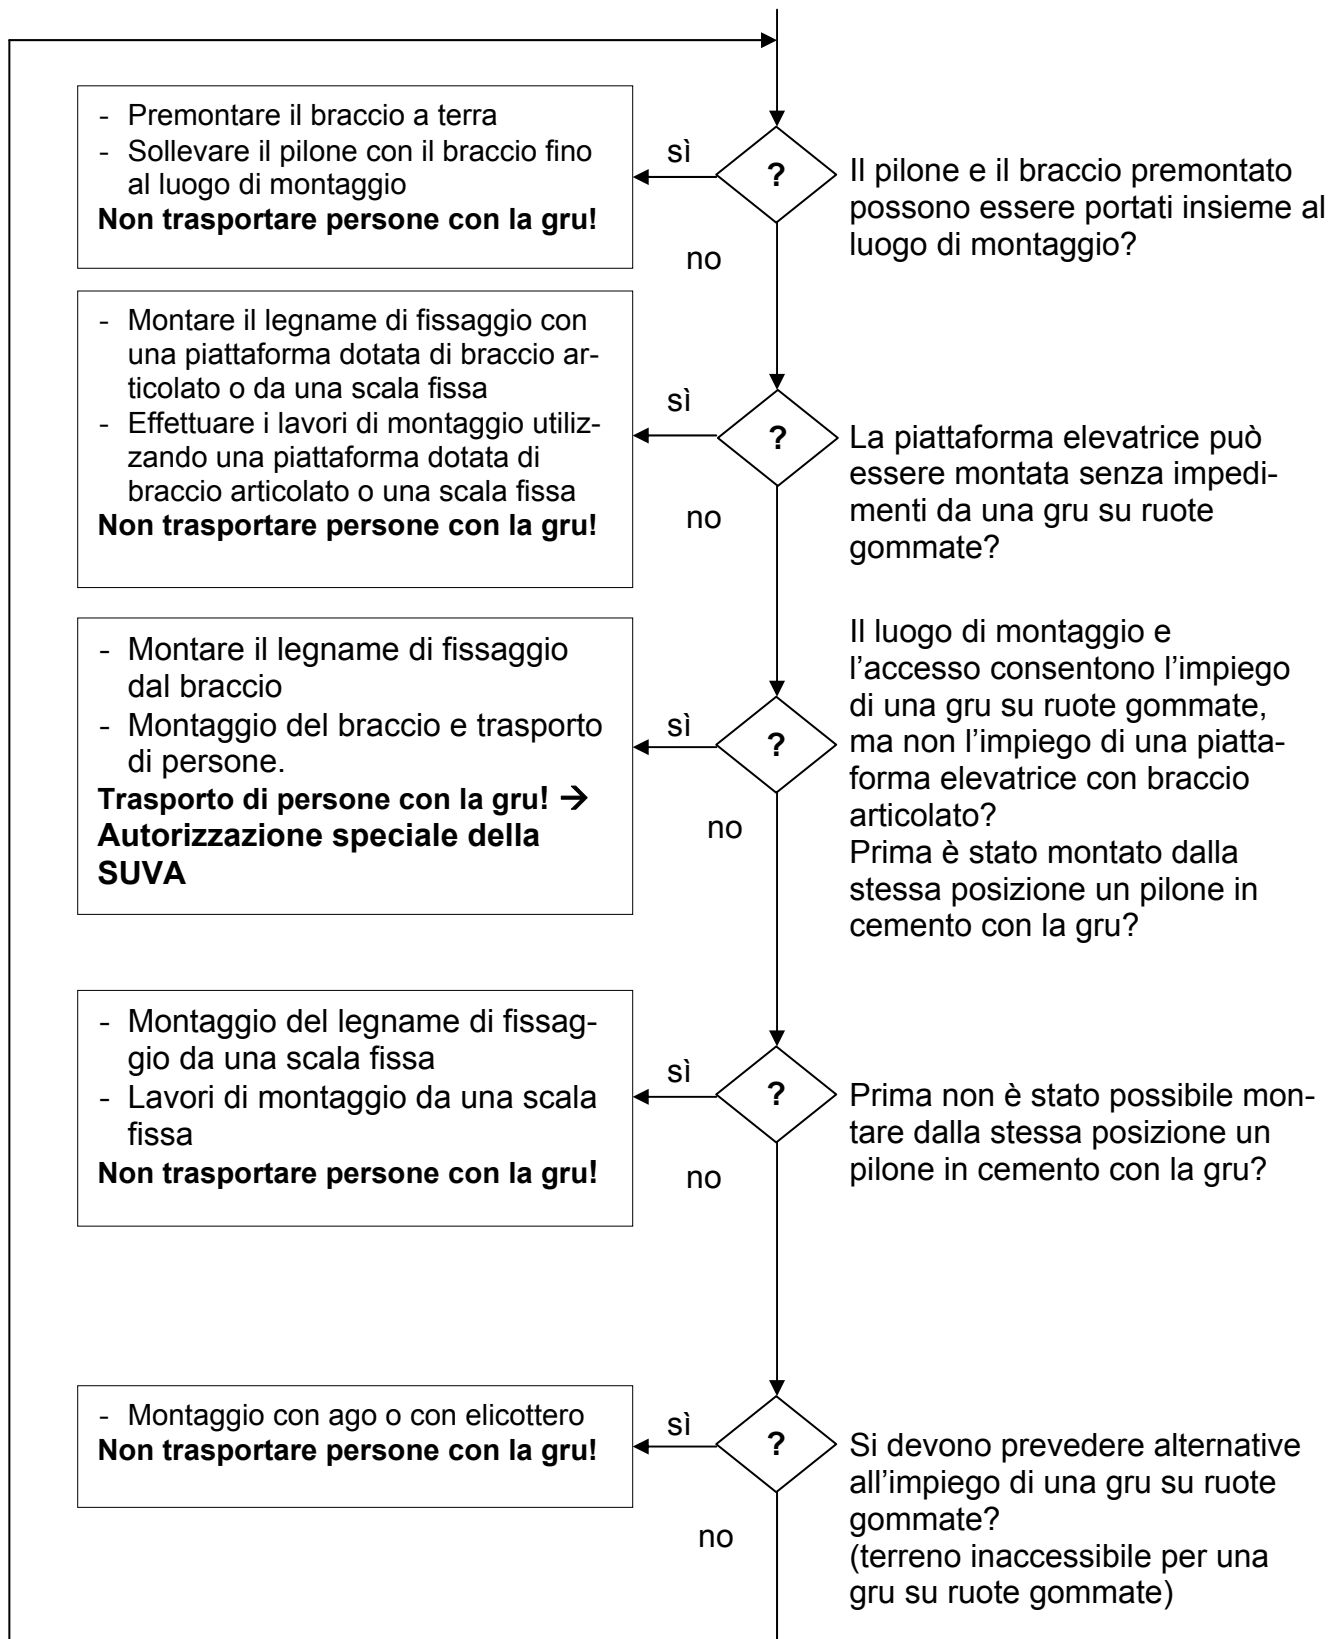 - Premontare il braccio a terra
- Sollevare il pilone con il braccio fino
al luogo di montaggio
Non trasportare persone con la gru!
sì
?
Il pilone e il braccio premontato
possono essere portati insieme al
luogo di montaggio?
no
- Montare il legname di fissaggio con
una piattaforma dotata di braccio ar-
ticolato o da una scala fissa
- Effettuare i lavori di montaggio utiliz-
zando una piattaforma dotata di
braccio articolato o una scala fissa
Non trasportare persone con la gru!
sì
?
La piattaforma elevatrice può
essere montata senza impedi-
menti da una gru su ruote
gommate?
no
- Montare il legname di fissaggio
dal braccio
- Montaggio del braccio e trasporto
di persone.
Trasporto di persone con la gru! →
Autorizzazione speciale della
SUVA
sì
?
Il luogo di montaggio e
l’accesso consentono l’impiego
di una gru su ruote gommate,
ma non l’impiego di una piatta-
forma elevatrice con braccio
articolato?
Prima è stato montato dalla
stessa posizione un pilone in
cemento con la gru?
no
- Montaggio del legname di fissag-
gio da una scala fissa
- Lavori di montaggio da una scala
fissa
Non trasportare persone con la gru!
sì
?
Prima non è stato possibile mon-
tare dalla stessa posizione un
pilone in cemento con la gru?
no
- Montaggio con ago o con elicottero
Non trasportare persone con la gru!
sì
?
Si devono prevedere alternative
all’impiego di una gru su ruote
gommate?
(terreno inaccessibile per una
gru su ruote gommate)
no